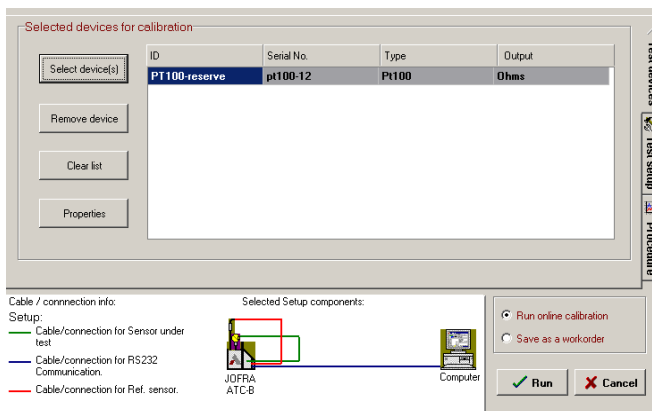 Selected devices for calibration
Select device(s)
Remove device
Clear list
Properties
ID Serial No. Type Output
PT100-reserve pt100-12 Pt100 Ohms
Test devices
Test setup
Procedure
Cable / connnection info:
Setup:
Cable/connection for Sensor under
test
Cable/connection for RS232
Communication.
Cable/connection for Ref. sensor.
Selected Setup components:
JOFRA
ATC-B
Computer
Run online calibration
Save as a workorder
Run
Cancel